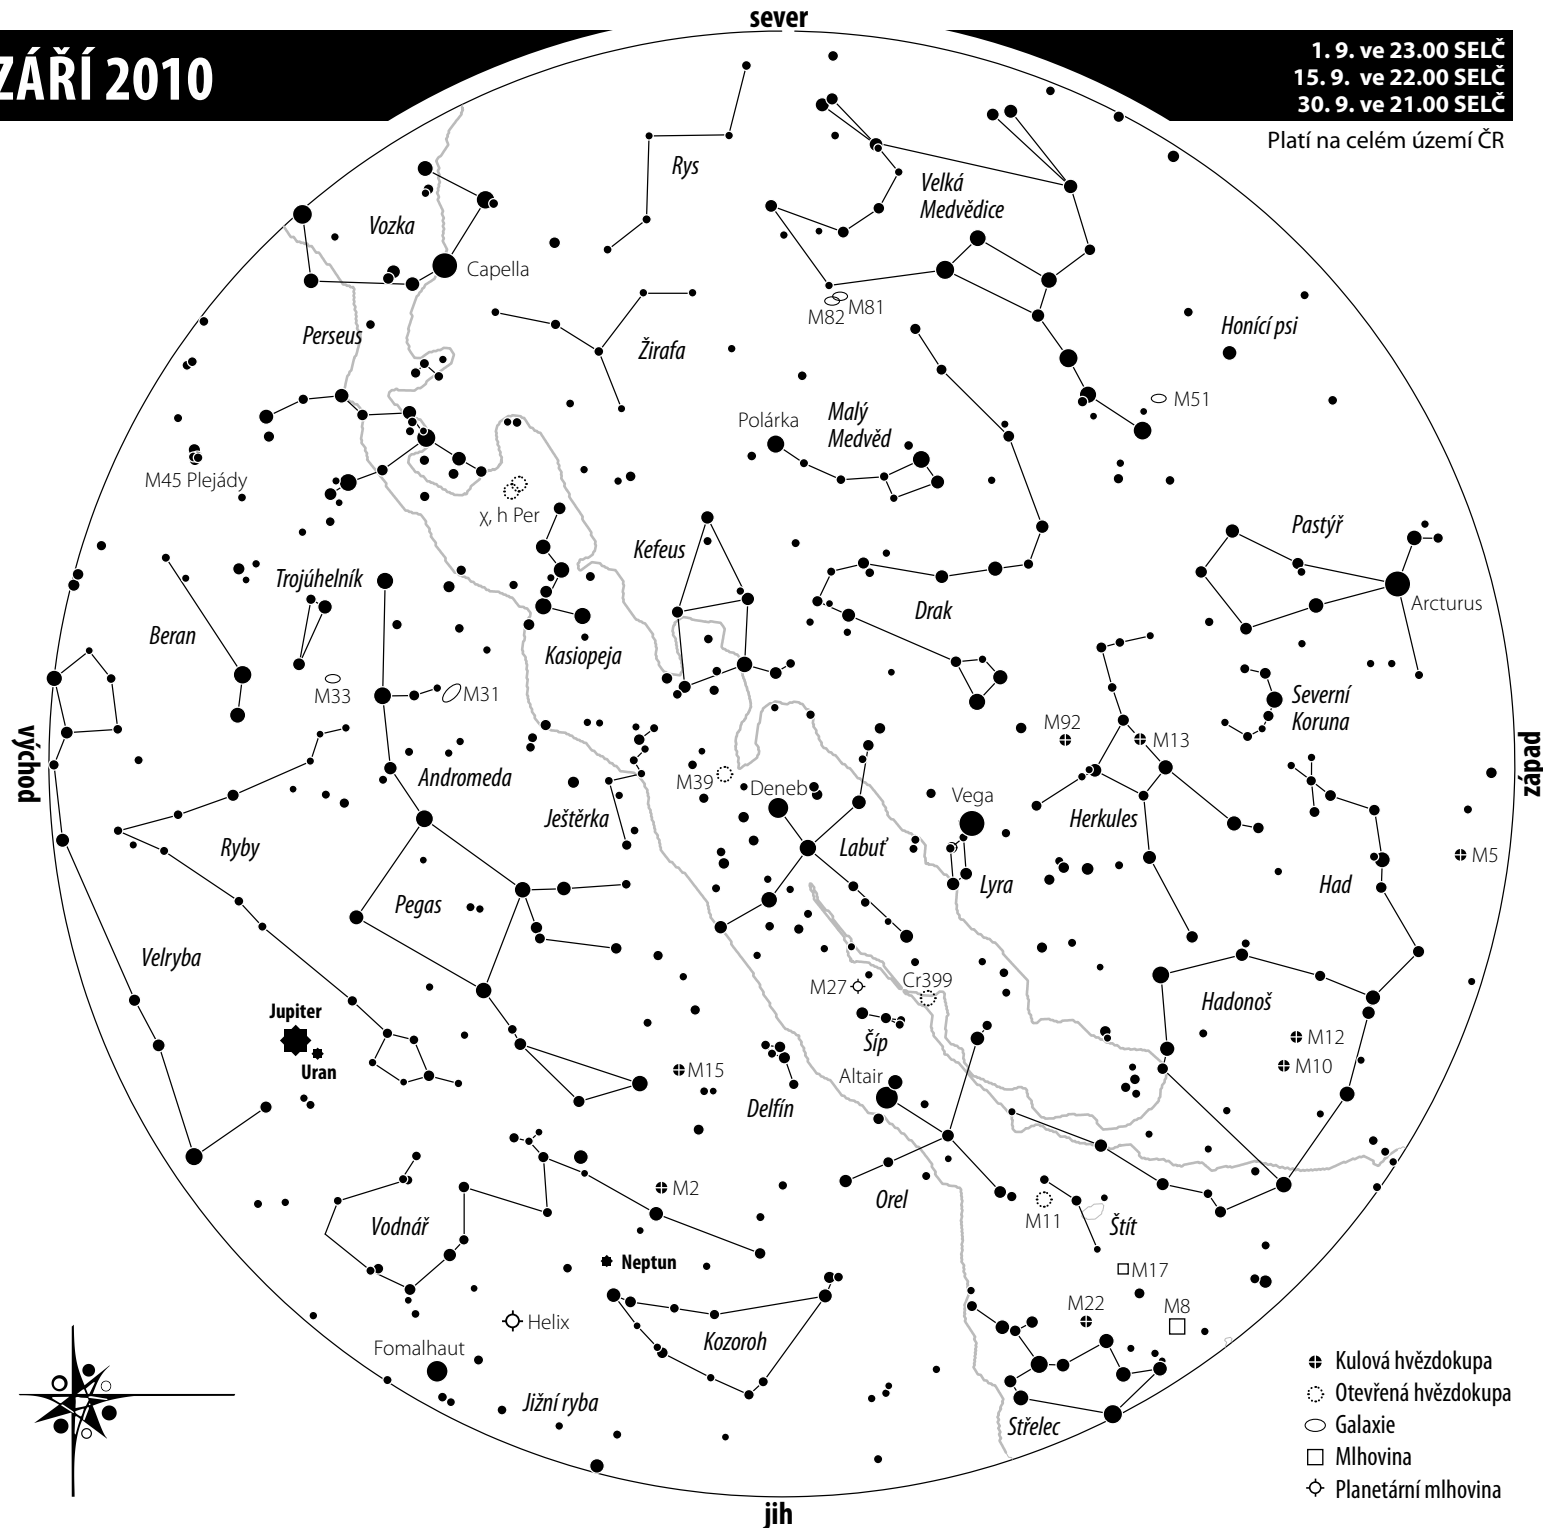 sever
ZÁŘÍ 2010
1. 9. ve 23.00 SELČ
15. 9. ve 22.00 SELČ
30. 9. ve 21.00 SELČ
Platí na celém území ČR
Rys
Velká
Medvědice
Vozka
Capella
M82
M81
Honící psi
Perseus
Žirafa
M51
Polárka
Malý
Medvěd
M45 Plejády
χ, h Per
Pastýř
Kefeus
Trojúhelník
Arcturus
Drak
Beran
Kasiopeja
M33
M31
Severní
Koruna
M92
M13
východ
západ
Andromeda
M39
Deneb
Vega
Ještěrka
Labuť
Herkules
Ryby
M5
Lyra
Had
Pegas
Velryba
M27
Cr399
Hadonoš
Jupiter
Šíp
M12
Uran
M15
Altair
M10
Delfín
M2
Orel
M11
Vodnář
Štít
Neptun
M17
M22
M8
Helix
Kozoroh
Fomalhaut
Jižní ryba
Střelec
Kulová hvězdokupa
Otevřená hvězdokupa
Galaxie
Mlhovina
Planetární mlhovina
jih